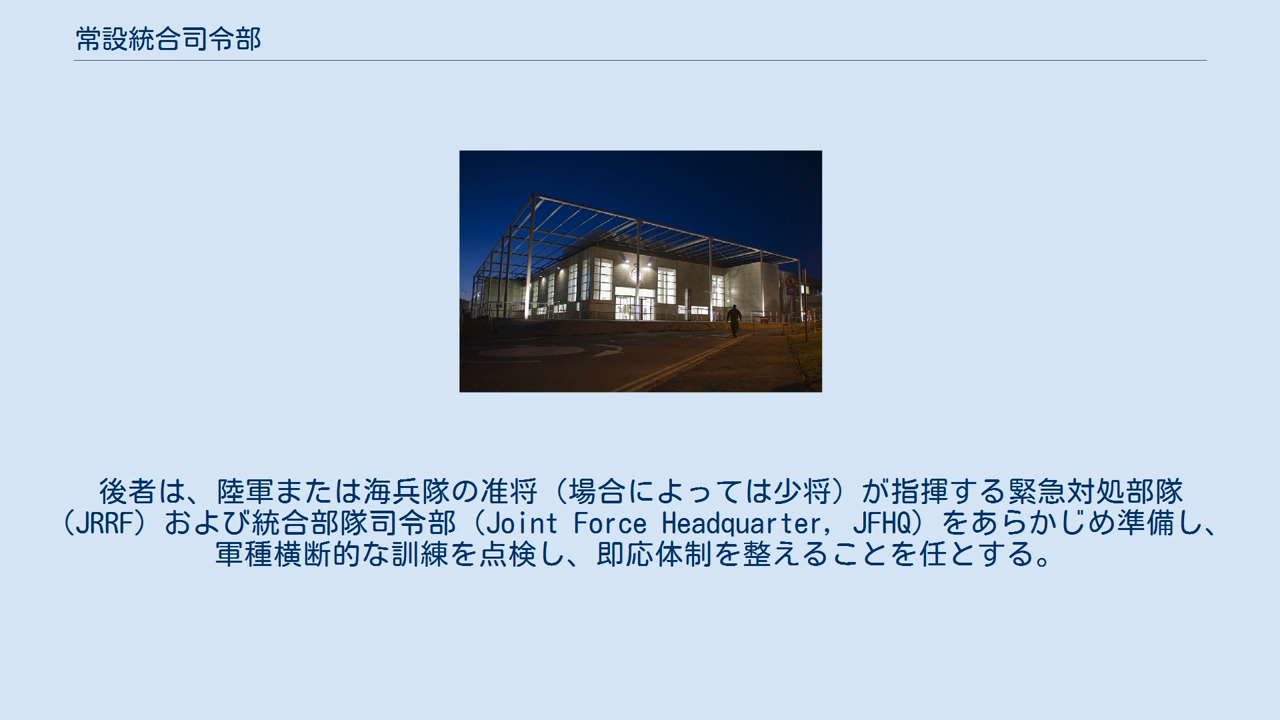 常設統合司令部
後者は、陸軍または海兵隊の准将（場合によっては少将）が指揮する緊急対処部隊
（JRRF）および統合部隊司令部（Joint Force Headquarter, JFHQ）をあらかじめ準備し、
軍種横断的な訓練を点検し、即応体制を整えることを任とする。